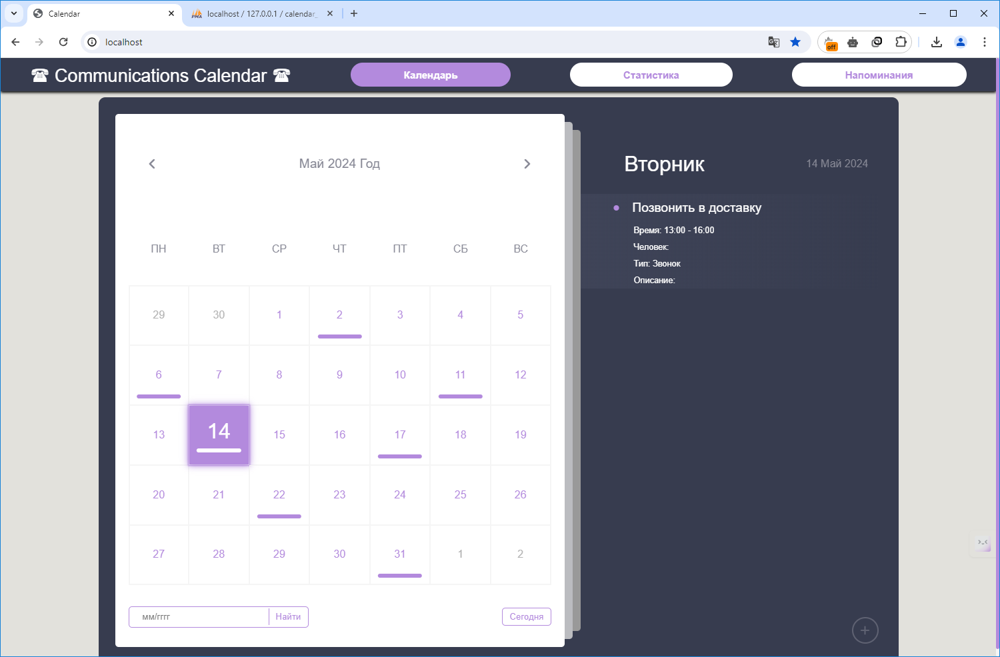 Calendar
localhost / 127.0.0.1 / calendar_
localhost
off
Communications Calendar
Календарь
Статистика
Напоминания
Май 2024 Год
ПН ВТ СР ЧТ ПТ СБ ВС
29 30 1 2 3 4 5
6 7 8 9 10 11 12
13 14 15 16 17 18 19
20 21 22 23 24 25 26
27 28 29 30 31 1 2
мм/гггг
Найти
Сегодня
Вторник
14 Май 2024
Позвонить в доставку
Время: 13:00 - 16:00
Человек:
Тип: Звонок
Описание: